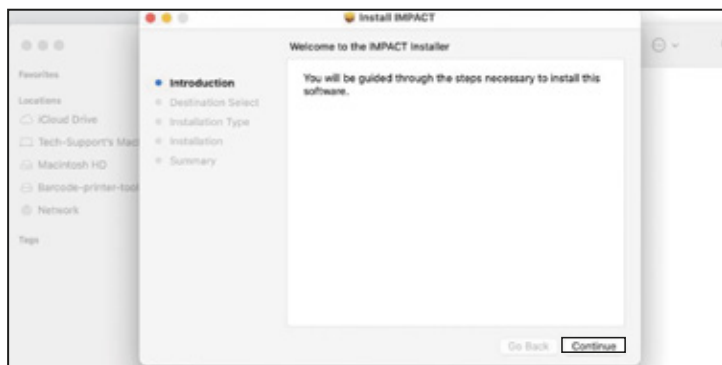 Install IMPACT
Welcome to the IMPACT Installer
Favorites
Locations
iCloud Drive
Tech-Support's Mac
Macintosh HD
Barcode-printer-tool
Network
Tags
Introduction
Destination Select
Installation Type
Installation
Summary
You will be guided through the steps necessary to install this
software.
Go Back
Continue